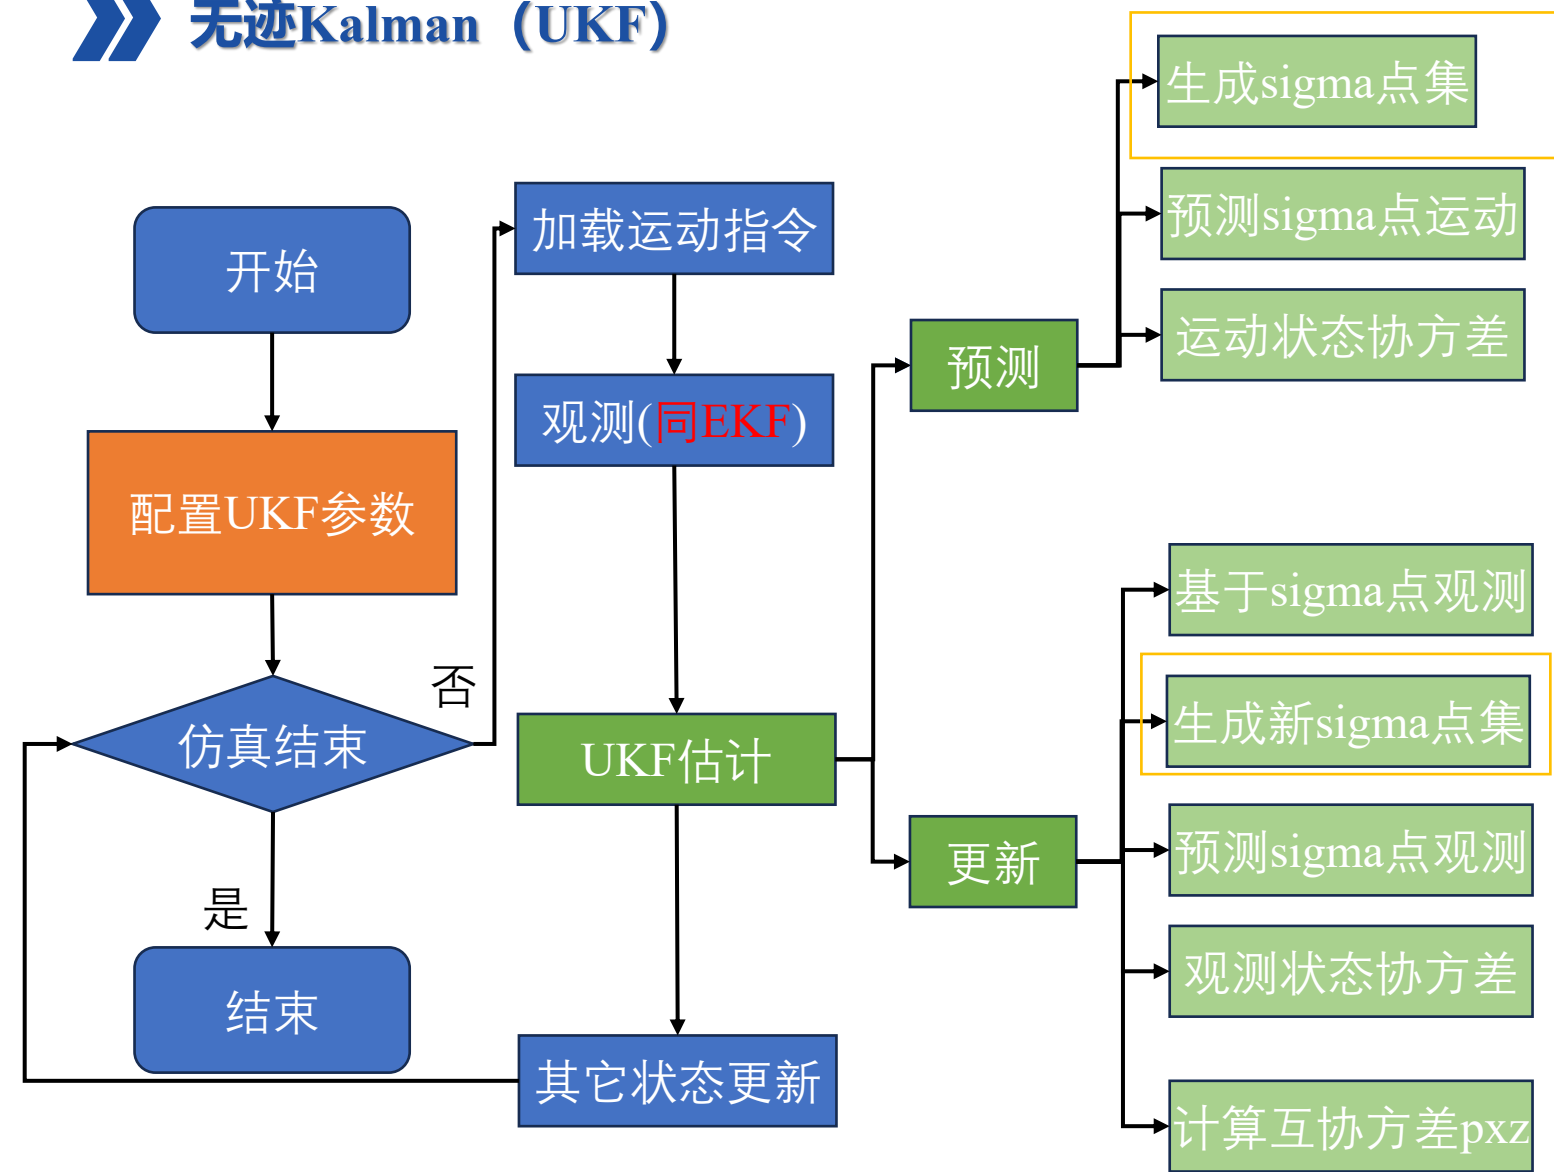 无迹Kalman（UKF）
开始
配置UKF参数
仿真结束
否
是
结束
加载运动指令
观测(同EKF)
UKF估计
其它状态更新
预测
更新
生成sigma点集
预测sigma点运动
运动状态协方差
基于sigma点观测
生成新sigma点集
预测sigma点观测
观测状态协方差
计算互协方差pxz